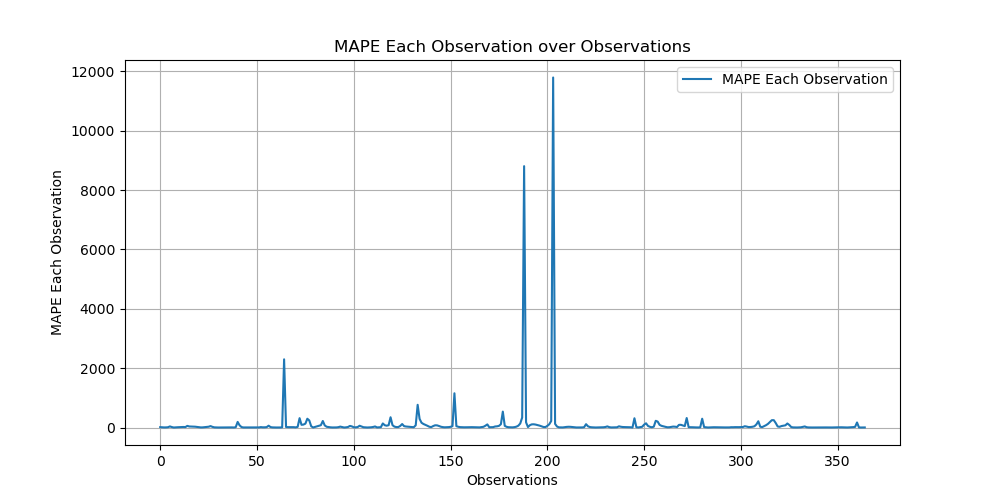 MAPE Each Observation over Observations
MAPE Each Observation
12000
10000
8000
6000
4000
2000
0
MAPE Each Observation
0 50 100 150 200 250 300 350
Observations